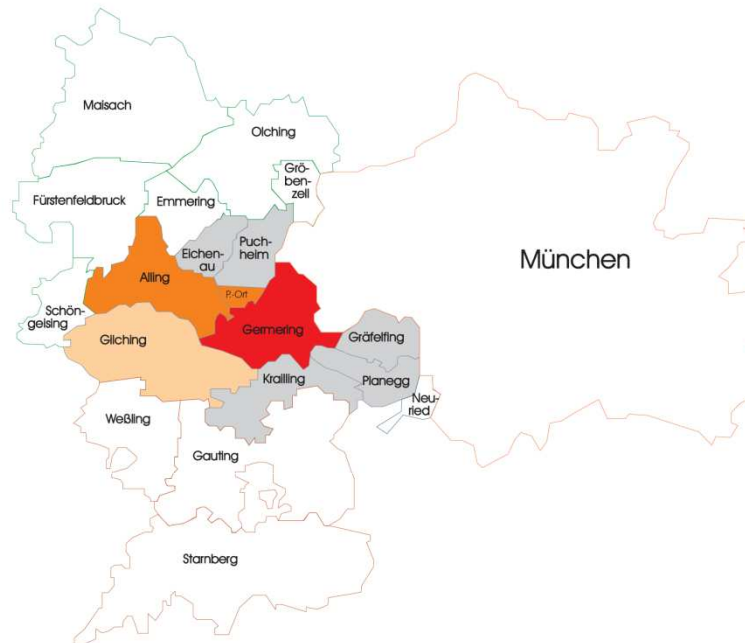 Maisach
Olching
Grö-
ben-
zell
Fürstenfeldbruck
Emmering
Eichen-
au
Puch-
heim
München
Alling
P.-Ort
Schön-
geising
Germering
Gilching
Gräfelfing
Krailling
Planegg
Neu-
ried
Weßling
Gauting
Starnberg